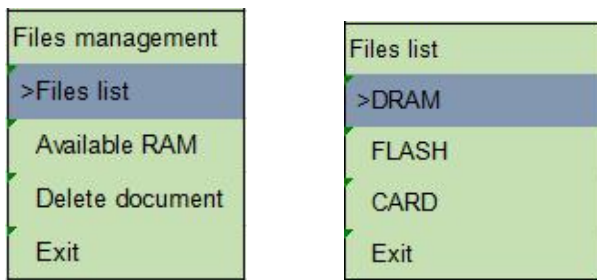 Files management
>Files list
Available RAM
Delete document
Exit
Files list
>DRAM
FLASH
CARD
Exit